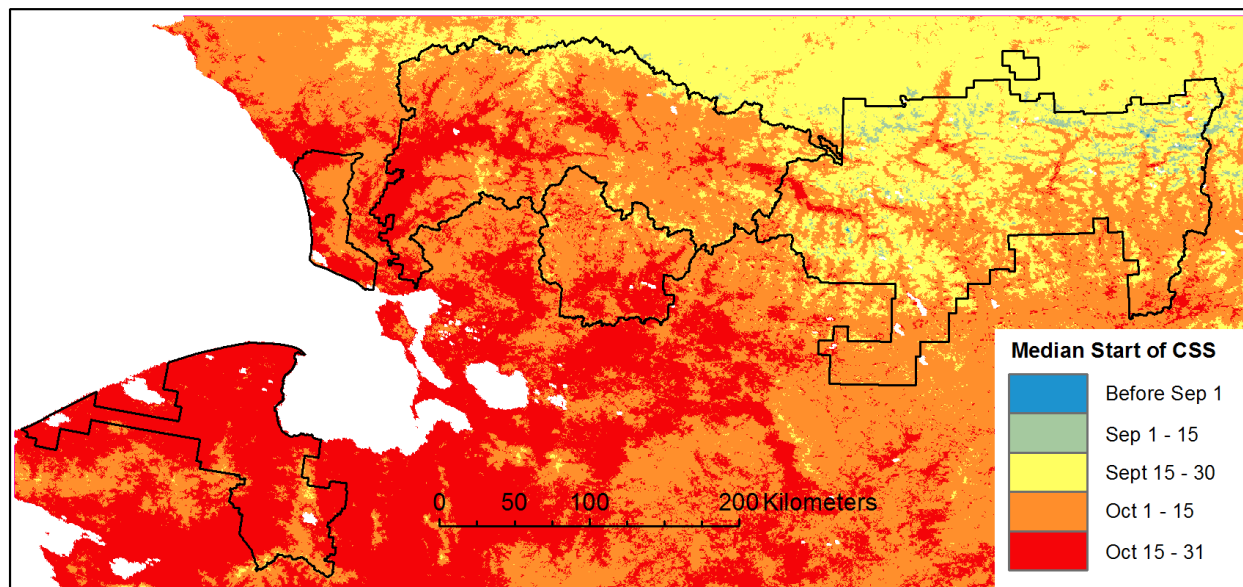 0 50 100 200 Kilometers
Median Start of CSS
Before Sep 1
Sep 1 - 15
Sept 15 - 30
Oct 1 - 15
Oct 15 - 31